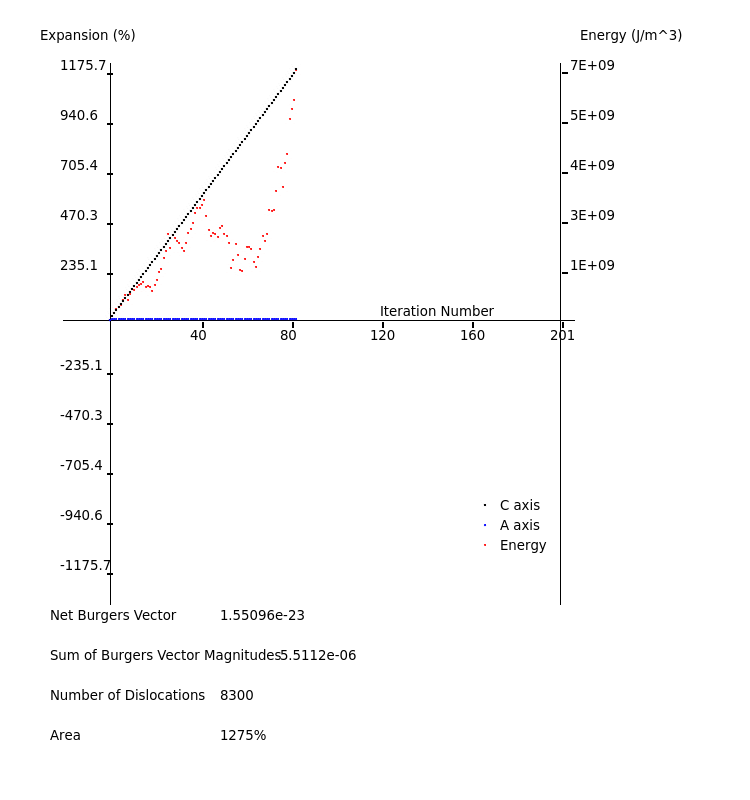 Expansion (%) Energy (J/m^3)
1175.7 7E+09
940.6 5E+09
705.4 4E+09
470.3 3E+09
235.1 1E+09
Iteration Number
40 80 120 160 201
-235.1
-470.3
-705.4
-940.6
-1175.7
C axis
A axis
Energy
Net Burgers Vector 1.55096e-23
Sum of Burgers Vector Magnitudes5.5112e-06
Number of Dislocations 8300
Area 1275%